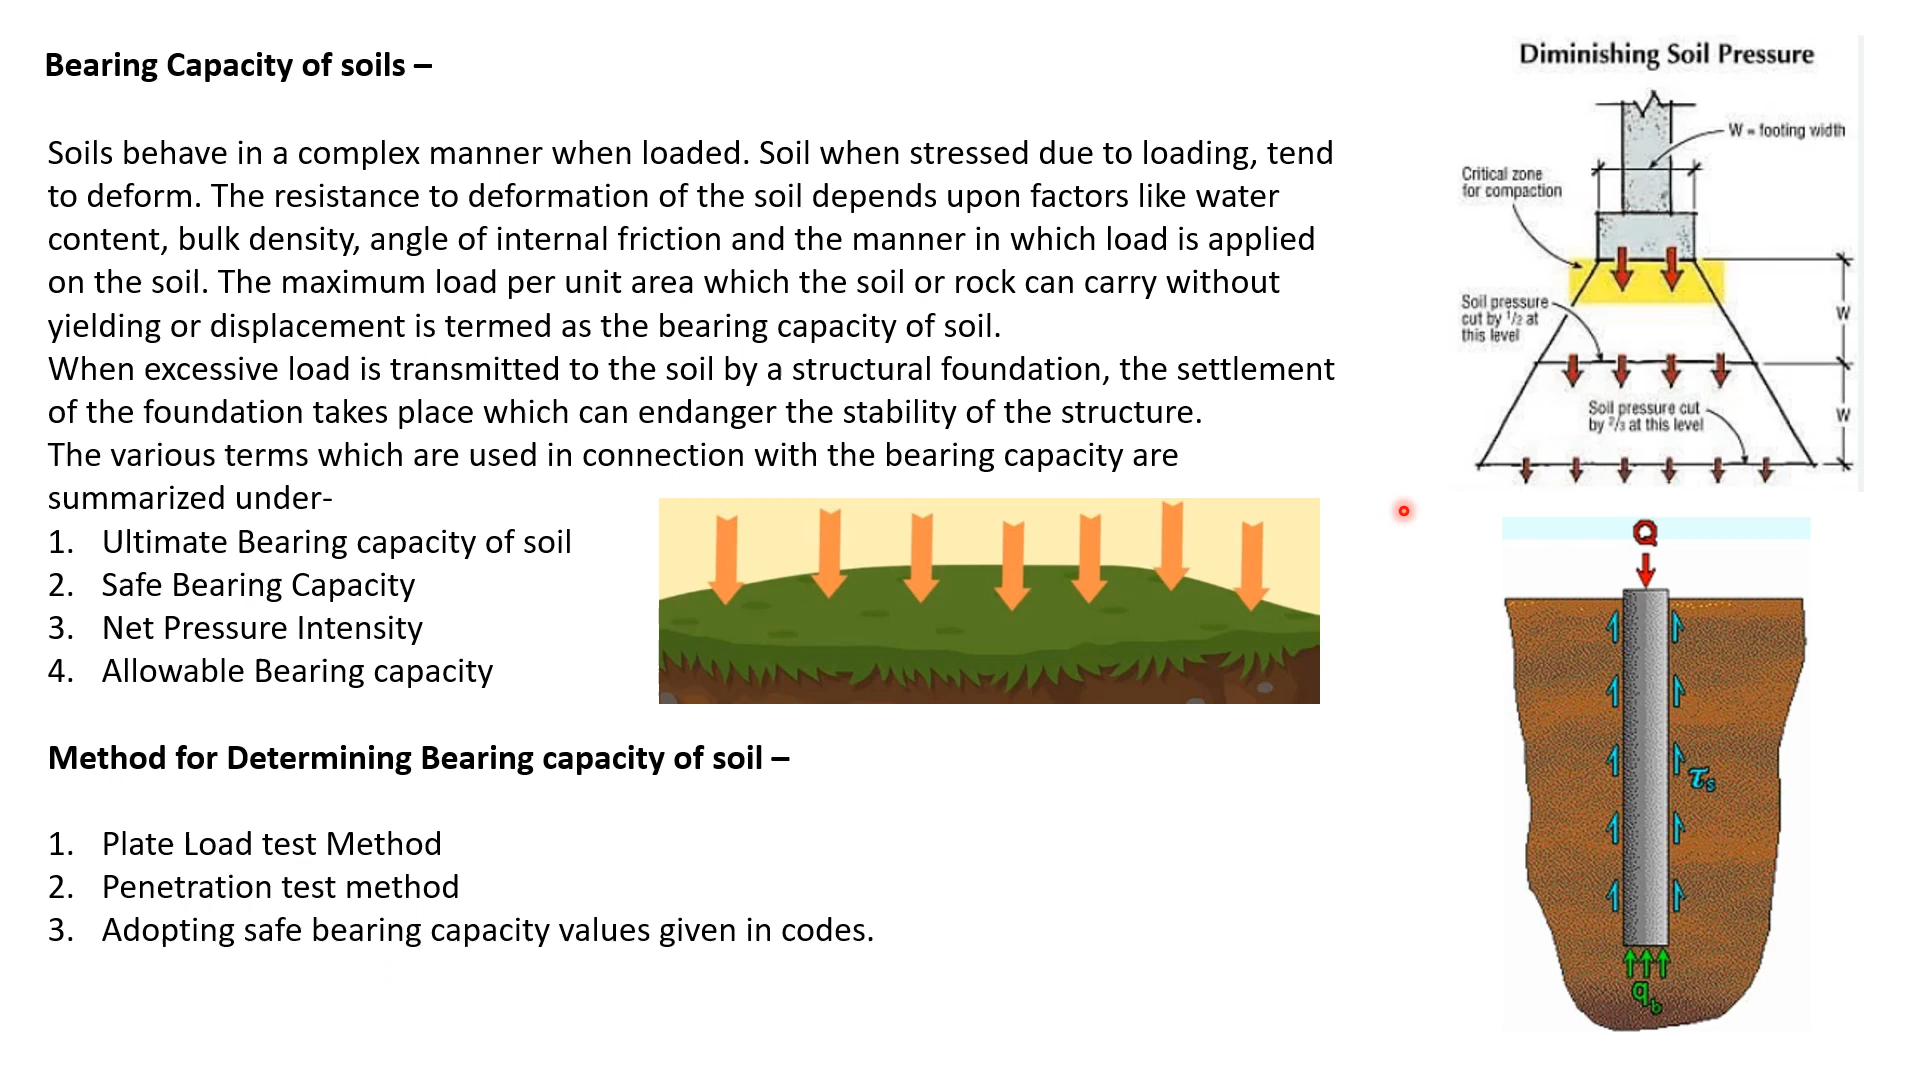 Bearing Capacity of soils –
Soils behave in a complex manner when loaded. Soil when stressed due to loading, tend
to deform. The resistance to deformation of the soil depends upon factors like water
content, bulk density, angle of internal friction and the manner in which load is applied
on the soil. The maximum load per unit area which the soil or rock can carry without
yielding or displacement is termed as the bearing capacity of soil.
When excessive load is transmitted to the soil by a structural foundation, the settlement
of the foundation takes place which can endanger the stability of the structure.
The various terms which are used in connection with the bearing capacity are
summarized under-
1. Ultimate Bearing capacity of soil
2. Safe Bearing Capacity
3. Net Pressure Intensity
4. Allowable Bearing capacity
Method for Determining Bearing capacity of soil –
1. Plate Load test Method
2. Penetration test method
3. Adopting safe bearing capacity values given in codes.
Diminishing Soil Pressure
W = footing width
Critical zone
for compaction
Soil pressure
cut by 1/2 at
this level
W
Soil pressure cut
by 2/3 at this level
W
Q
τs
qb